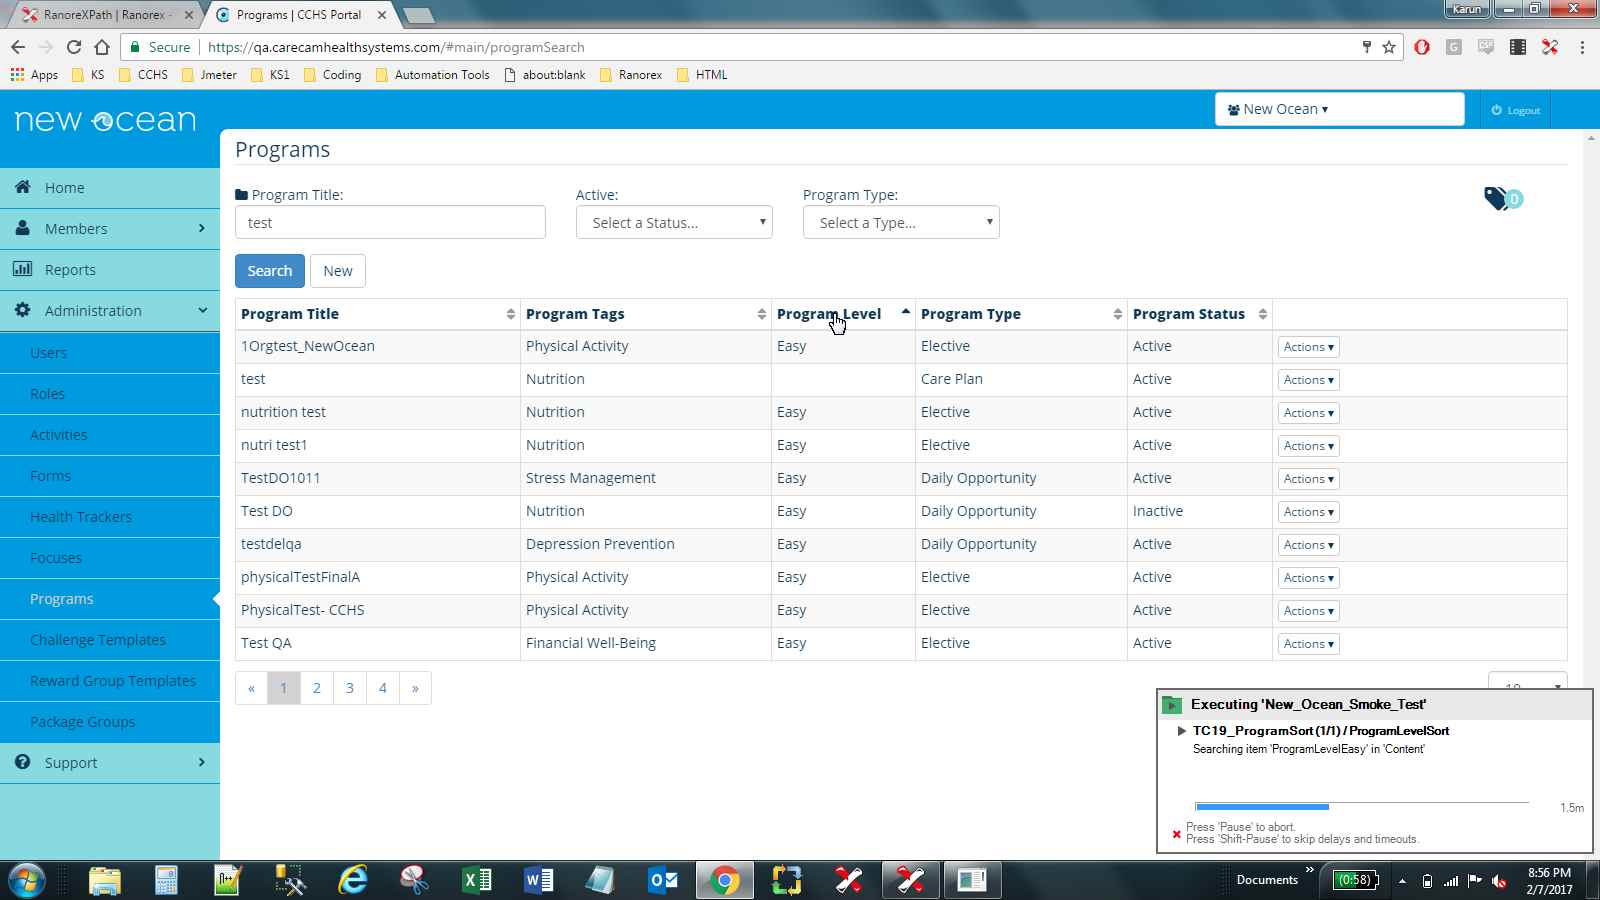 RanoreXPath | Ranorex -
Programs | CCHS Portal
Karun
Secure https://qa.carecamhealthsystems.com/#main/programSearch
Apps KS CCHS Jmeter KS1 Coding Automation Tools about:blank Ranorex HTML
new ocean
New Ocean ▾
Logout
Home
Members
Reports
Administration
Users
Roles
Activities
Forms
Health Trackers
Focuses
Programs
Challenge Templates
Reward Group Templates
Package Groups
Support
Programs
Program Title: Active: Program Type:
test Select a Status... Select a Type...
0
Search New
Program Title Program Tags Program Level Program Type Program Status
1Orgtest_NewOcean Physical Activity Easy Elective Active Actions ▾
test Nutrition Care Plan Active Actions ▾
nutrition test Nutrition Easy Elective Active Actions ▾
nutri test1 Nutrition Easy Elective Active Actions ▾
TestDO1011 Stress Management Easy Daily Opportunity Active Actions ▾
Test DO Nutrition Easy Daily Opportunity Inactive Actions ▾
testdelqa Depression Prevention Easy Daily Opportunity Active Actions ▾
physicalTestFinalA Physical Activity Easy Elective Active Actions ▾
PhysicalTest- CCHS Physical Activity Easy Elective Active Actions ▾
Test QA Financial Well-Being Easy Elective Active Actions ▾
« 1 2 3 4 »
Executing 'New_Ocean_Smoke_Test'
TC19_ProgramSort (1/1) / ProgramLevelSort
Searching item 'ProgramLevelEasy' in 'Content'
1.5m
Press 'Pause' to abort.
Press 'Shift-Pause' to skip delays and timeouts.
Documents »
(0:58)
8:56 PM
2/7/2017